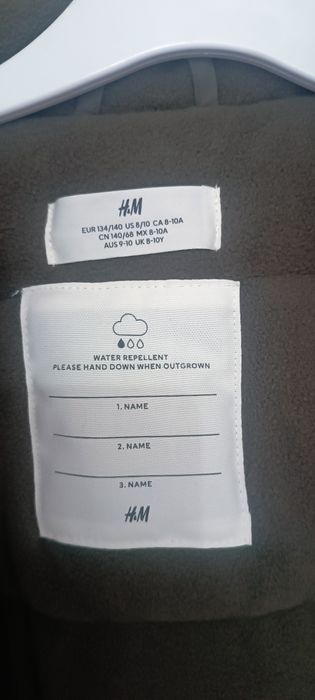 H&M
EUR 134/140 US 8/10 CA 8-10A
CN 140/68 MX 8-10A
AUS 9-10 UK 8-10Y
WATER REPELLENT
PLEASE HAND DOWN WHEN OUTGROWN
1. NAME
2. NAME
3. NAME
H&M